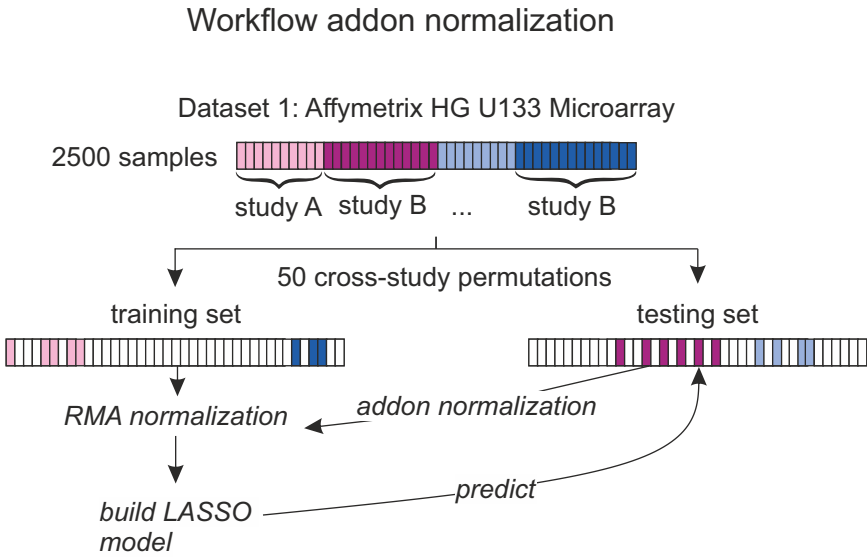 Workflow addon normalization
Dataset 1: Affymetrix HG U133 Microarray
2500 samples
study A study B ... study B
50 cross-study permutations
training set testing set
RMA normalization addon normalization
predict
build LASSO
model